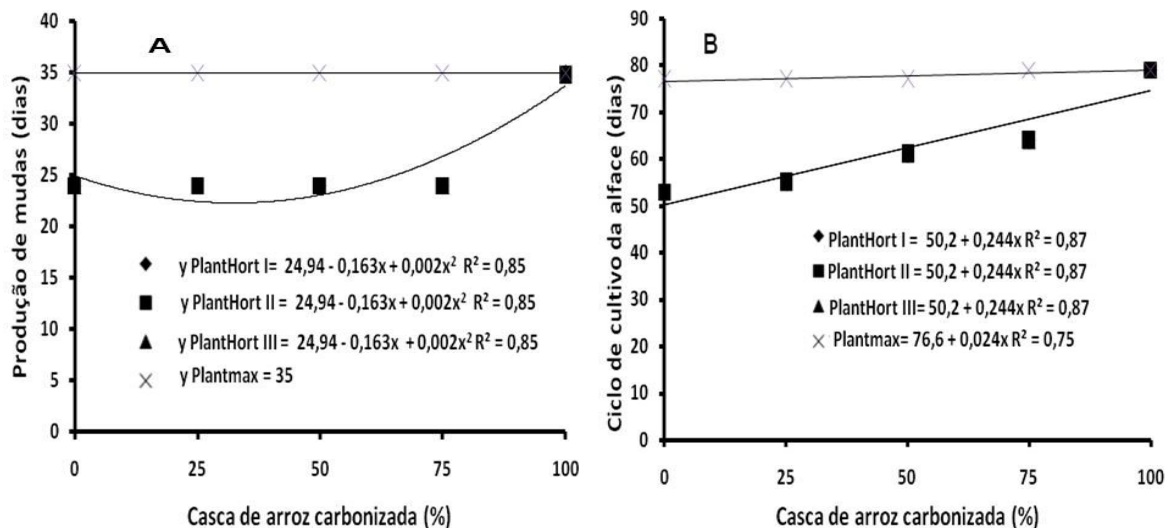 A
Produção de mudas (dias)
40
35
30
25
20
15
10
5
0
y PlantHort I= 24,94 - 0,163x + 0,002x² R² = 0,85
y PlantHort II = 24,94 - 0,163x + 0,002x² R² = 0,85
y PlantHort III = 24,94 - 0,163x + 0,002x² R² = 0,85
y Plantmax = 35
0 25 50 75 100
Casca de arroz carbonizada (%)
B
Ciclo de cultivo da alface (dias)
90
80
70
60
50
40
30
20
10
0
PlantHort I = 50,2 + 0,244x R² = 0,87
PlantHort II = 50,2 + 0,244x R² = 0,87
PlantHort III= 50,2 + 0,244x R² = 0,87
Plantmax= 76,6 + 0,024x R² = 0,75
0 25 50 75 100
Casca de arroz carbonizada (%)